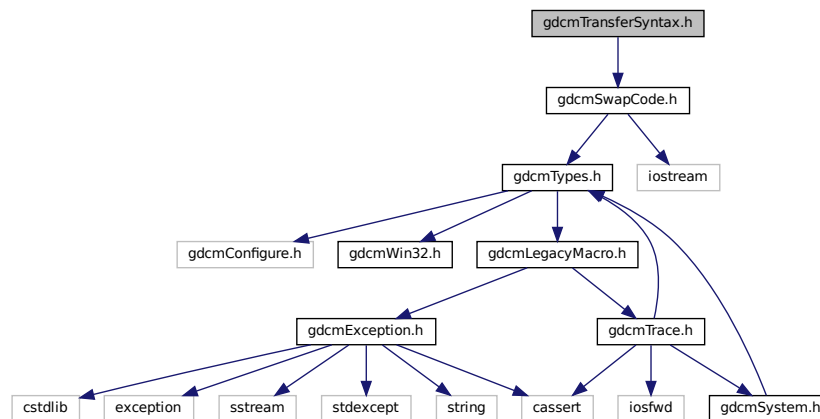 gdcmTransferSyntax.h
gdcmSwapCode.h
gdcmTypes.h
iostream
gdcmConfigure.h
gdcmWin32.h
gdcmLegacyMacro.h
gdcmException.h
gdcmTrace.h
cstdlib
exception
sstream
stdexcept
string
cassert
iosfwd
gdcmSystem.h